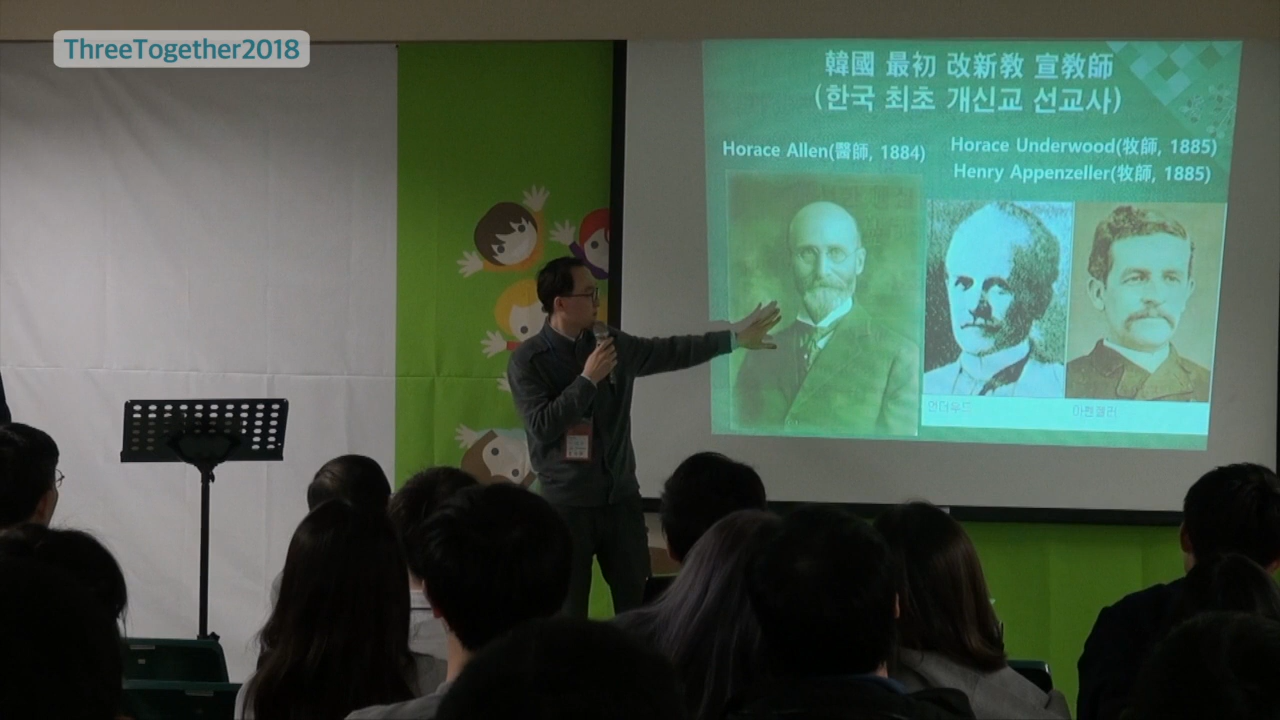 ThreeTogether2018
韓國 最初 改新教 宣教師
(한국 최초 개신교 선교사)
Horace Allen(醫師, 1884)
Horace Underwood(牧師, 1885)
Henry Appenzeller(牧師, 1885)
언더우드
아펜젤러